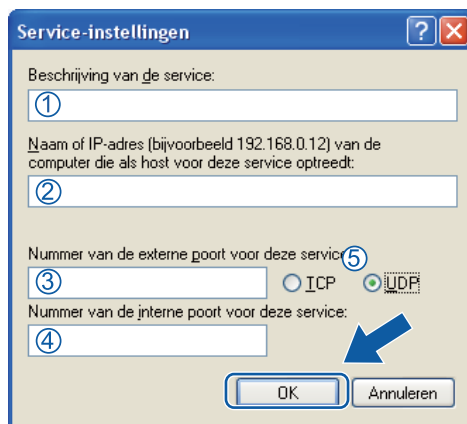 Service-instellingen
Beschrijving van de service:
①
Naam of IP-adres (bijvoorbeeld 192.168.0.12) van de
computer die als host voor deze service optreedt:
②
Nummer van de externe poort voor deze service:
⑤
③ TCP UDP
Nummer van de interne poort voor deze service:
④
OK Annuleren